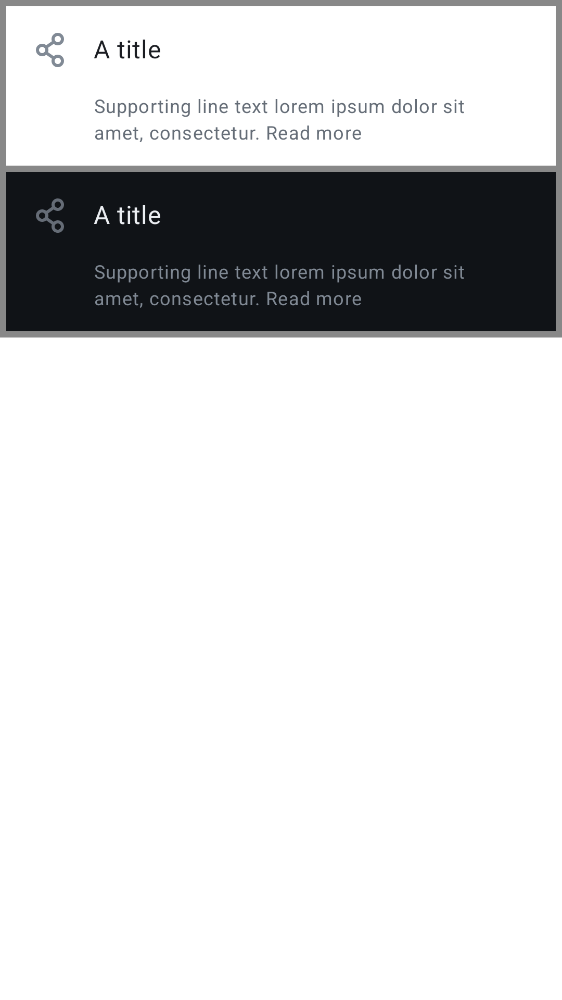 A title
Supporting line text lorem ipsum dolor sit
amet, consectetur. Read more
A title
Supporting line text lorem ipsum dolor sit
amet, consectetur. Read more